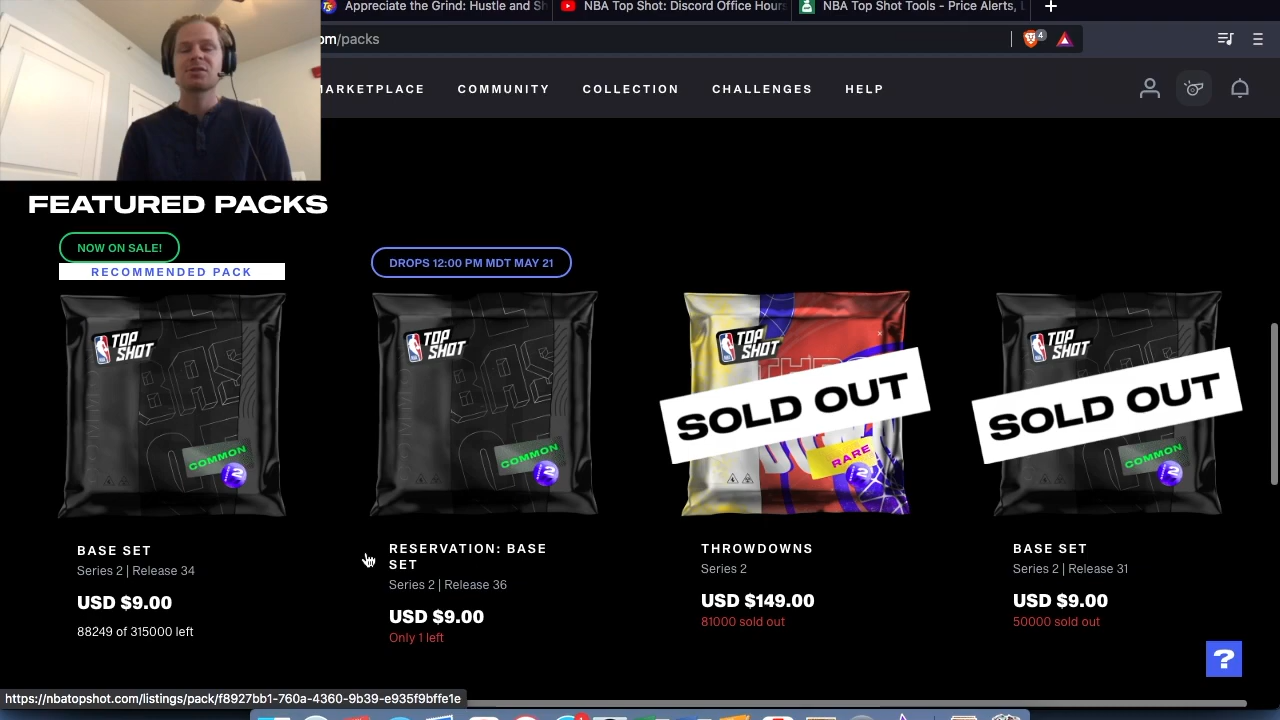 Appreciate the Grind: Hustle and Sh
NBA Top Shot: Discord Office Hours
NBA Top Shot Tools - Price Alerts, L
om/packs
4
MARKETPLACE
COMMUNITY
COLLECTION
CHALLENGES
HELP
FEATURED PACKS
NOW ON SALE!
RECOMMENDED PACK
DROPS 12:00 PM MDT MAY 21
TOP SHOT
COMMON
2
TOP SHOT
COMMON
2
TOP SHOT
SOLD OUT
RARE
2
TOP SHOT
SOLD OUT
COMMON
2
BASE SET
Series 2 | Release 34
USD $9.00
88249 of 315000 left
RESERVATION: BASE
SET
Series 2 | Release 36
USD $9.00
Only 1 left
THROWDOWNS
Series 2
USD $149.00
81000 sold out
BASE SET
Series 2 | Release 31
USD $9.00
50000 sold out
?
https://nbatopshot.com/listings/pack/f8927bb1-760a-4360-9b39-e935f9bffe1e